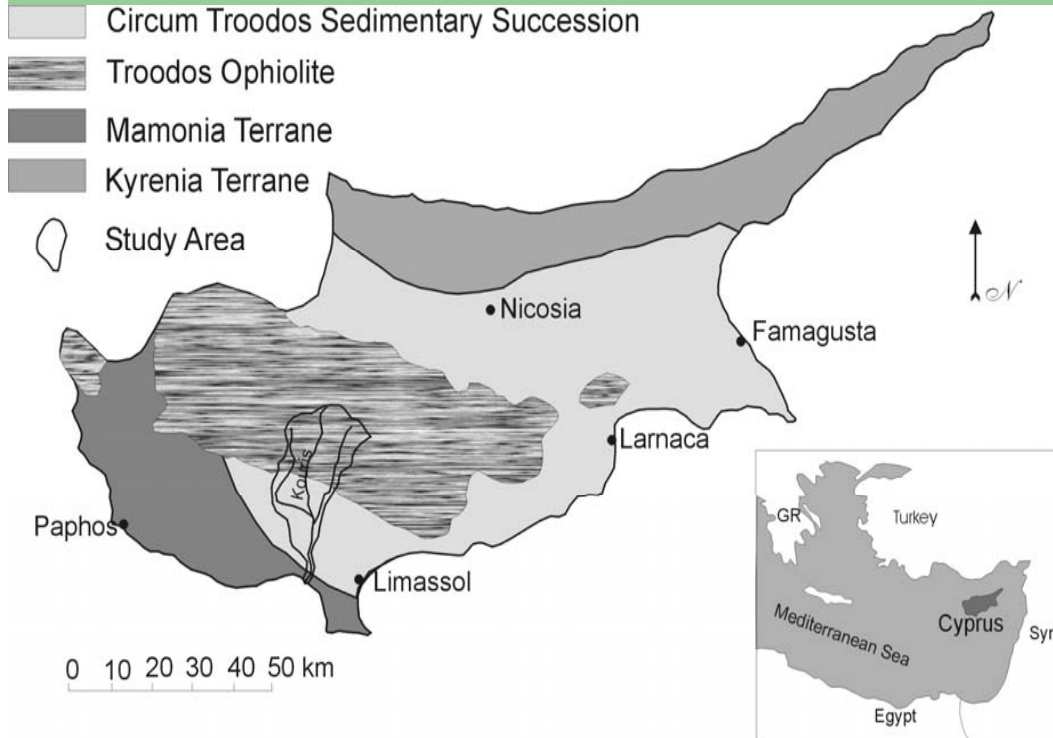 Circum Troodos Sedimentary Succession
Troodos Ophiolite
Mamonia Terrane
Kyrenia Terrane
Study Area
N
Nicosia
Famagusta
Larnaca
Kouris
Paphos
Limassol
0 10 20 30 40 50 km
GR
Turkey
Cyprus
Syr
Mediterranean Sea
Egypt